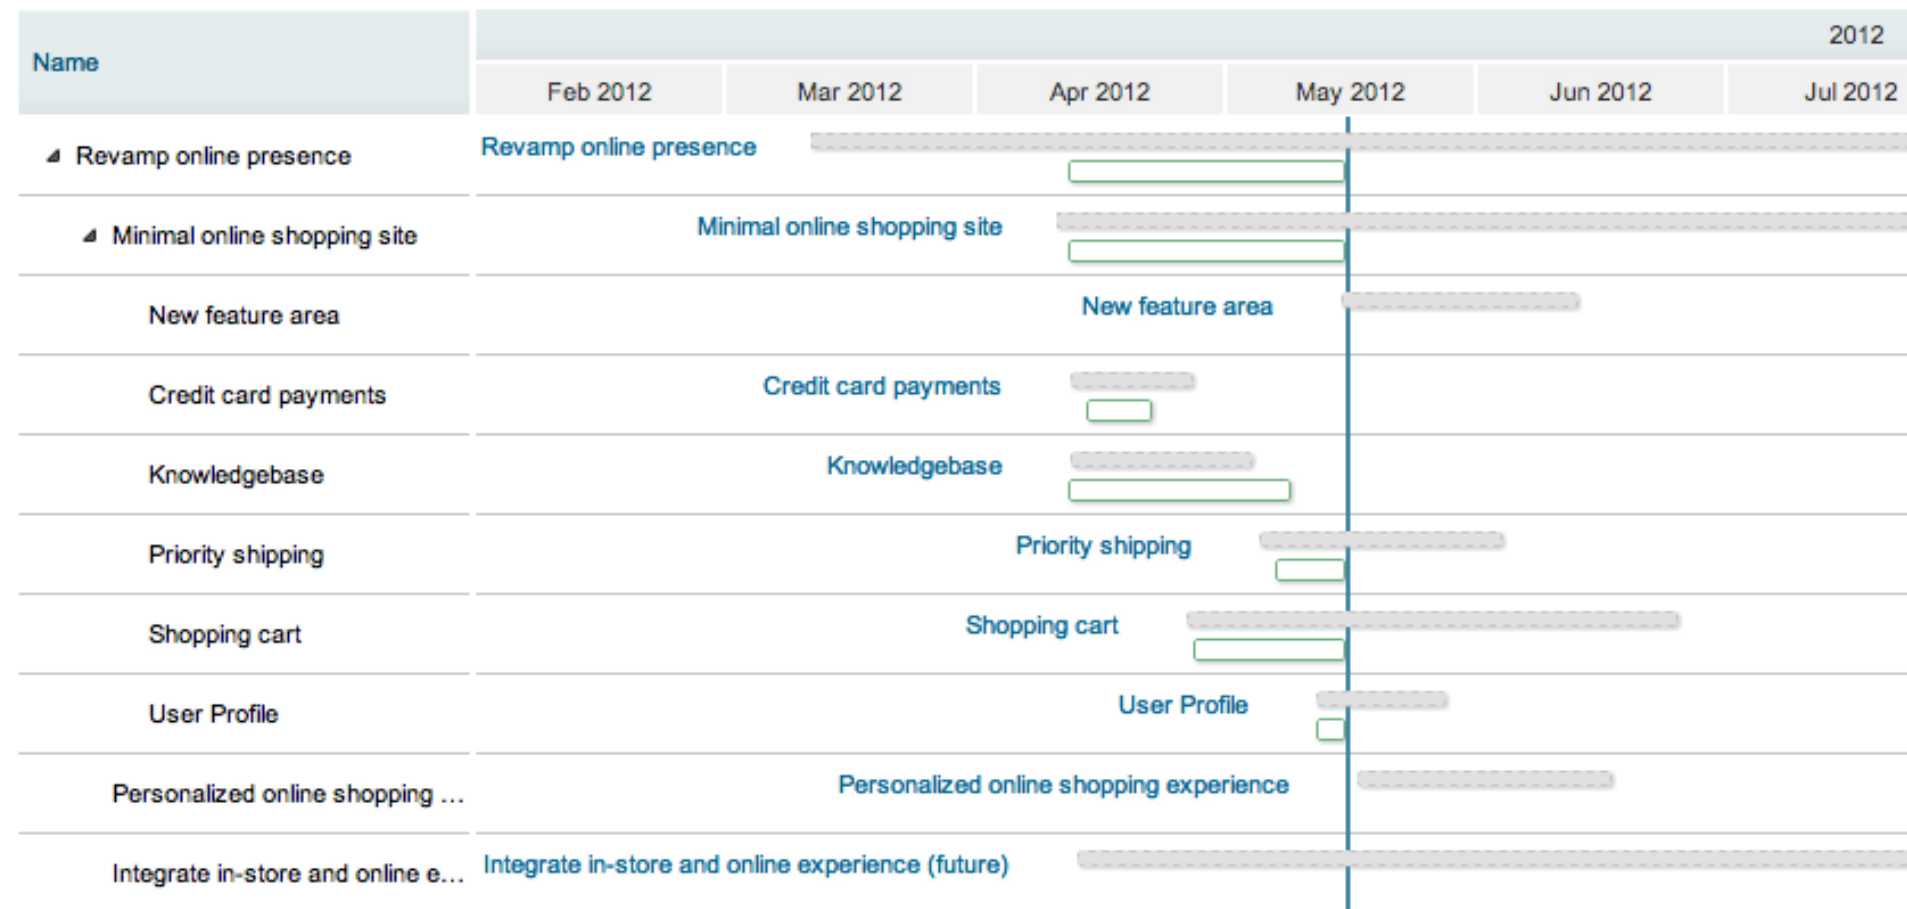 Name
2012
Feb 2012
Mar 2012
Apr 2012
May 2012
Jun 2012
Jul 2012
Revamp online presence
Revamp online presence
Minimal online shopping site
Minimal online shopping site
New feature area
New feature area
Credit card payments
Credit card payments
Knowledgebase
Knowledgebase
Priority shipping
Priority shipping
Shopping cart
Shopping cart
User Profile
User Profile
Personalized online shopping ...
Personalized online shopping experience
Integrate in-store and online e...
Integrate in-store and online experience (future)